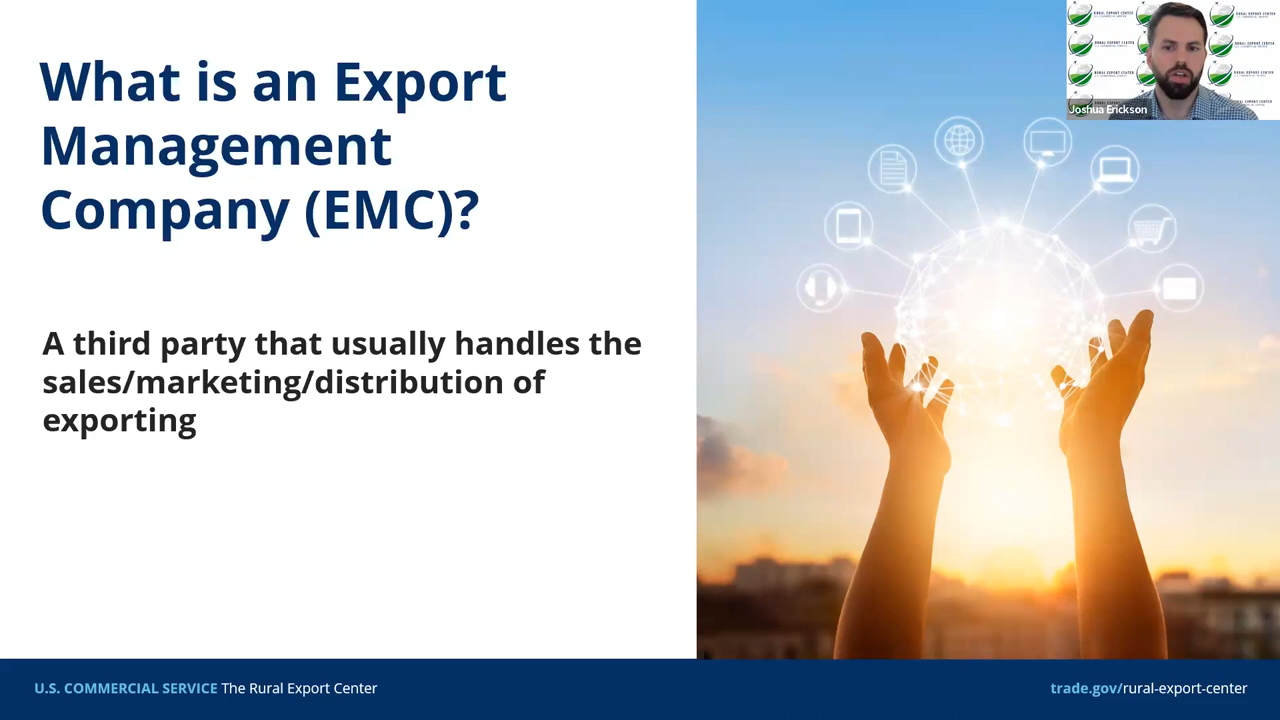 What is an Export
Management
Company (EMC)?
A third party that usually handles the
sales/marketing/distribution of
exporting
Joshua Erickson
U.S. COMMERCIAL SERVICE The Rural Export Center
trade.gov/rural-export-center